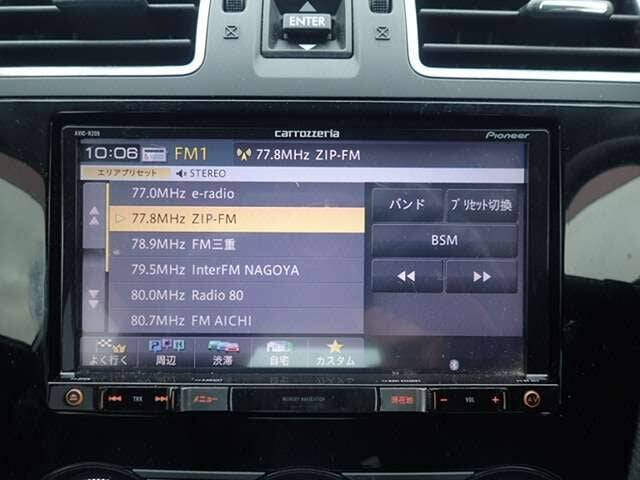 ENTER
AVIC-RZ09
carrozzeria
Pioneer
10:06 FM1 77.8MHz ZIP-FM
エリアプリセット STEREO
77.0MHz e-radio
77.8MHz ZIP-FM
78.9MHz FM三重
79.5MHz InterFM NAGOYA
80.0MHz Radio 80
80.7MHz FM AICHI
バンド プリセット切換
BSM
よく行く 周辺 渋滞 自宅 カスタム
TRK メニュー MEMORY NAVIGATION 現在地 − VOL + AV